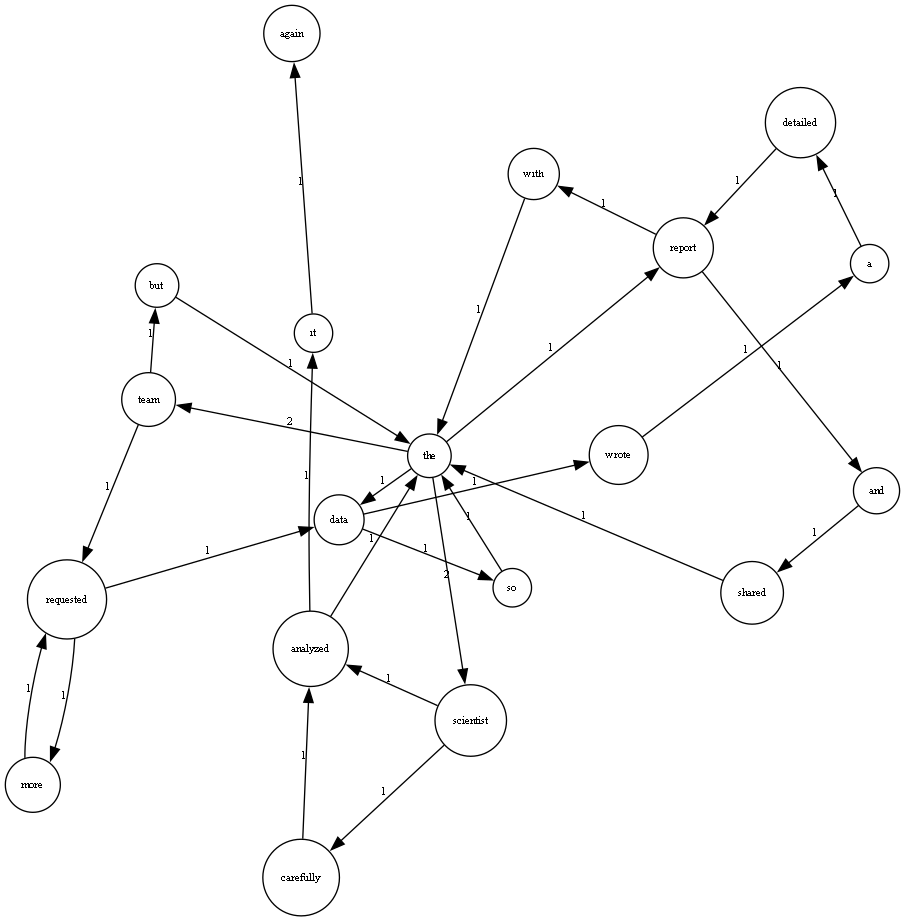 again
detailed
1
with
1
1
1
report
a
but
1
1
it
1
1
1
1
team
2
the
wrote
1
1
1
data
1
and
1
1
1
1
1
2
so
shared
requested
analyzed
1
1
1
scientist
1
more
1
carefully